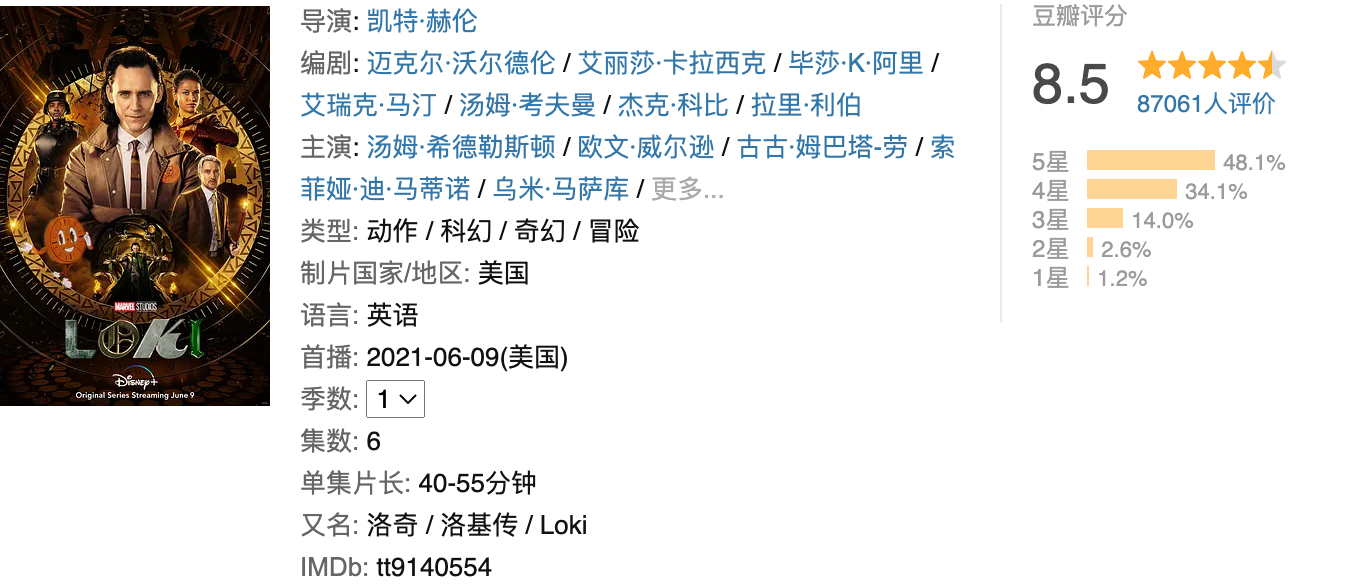 MARVEL STUDIOS
LOKI
Disney+
Original Series Streaming June 9
导演: 凯特·赫伦
编剧: 迈克尔·沃尔德伦 / 艾丽莎·卡拉西克 / 毕莎·K·阿里 /
艾瑞克·马汀 / 汤姆·考夫曼 / 杰克·科比 / 拉里·利伯
主演: 汤姆·希德勒斯顿 / 欧文·威尔逊 / 古古·姆巴塔-劳 / 索
菲娅·迪·马蒂诺 / 乌米·马萨库 / 更多...
类型: 动作 / 科幻 / 奇幻 / 冒险
制片国家/地区: 美国
语言: 英语
首播: 2021-06-09(美国)
季数: 1
集数: 6
单集片长: 40-55分钟
又名: 洛奇 / 洛基传 / Loki
IMDb: tt9140554
豆瓣评分
8.5
87061人评价
5星 48.1%
4星 34.1%
3星 14.0%
2星 2.6%
1星 1.2%